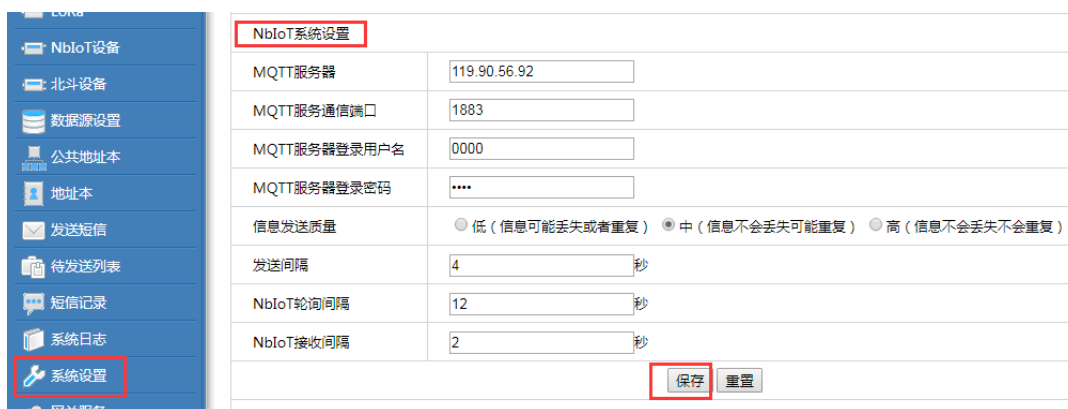 LoRa
NbIoT设备
北斗设备
数据源设置
公共地址本
地址本
发送短信
待发送列表
短信记录
系统日志
系统设置
NbIoT系统设置
MQTT服务器 119.90.56.92
MQTT服务通信端口 1883
MQTT服务器登录用户名 0000
MQTT服务器登录密码 ••••
信息发送质量 低（信息可能丢失或者重复） 中（信息不会丢失可能重复） 高（信息不会丢失不会重复）
发送间隔 4 秒
NbIoT轮询间隔 12 秒
NbIoT接收间隔 2 秒
保存 重置